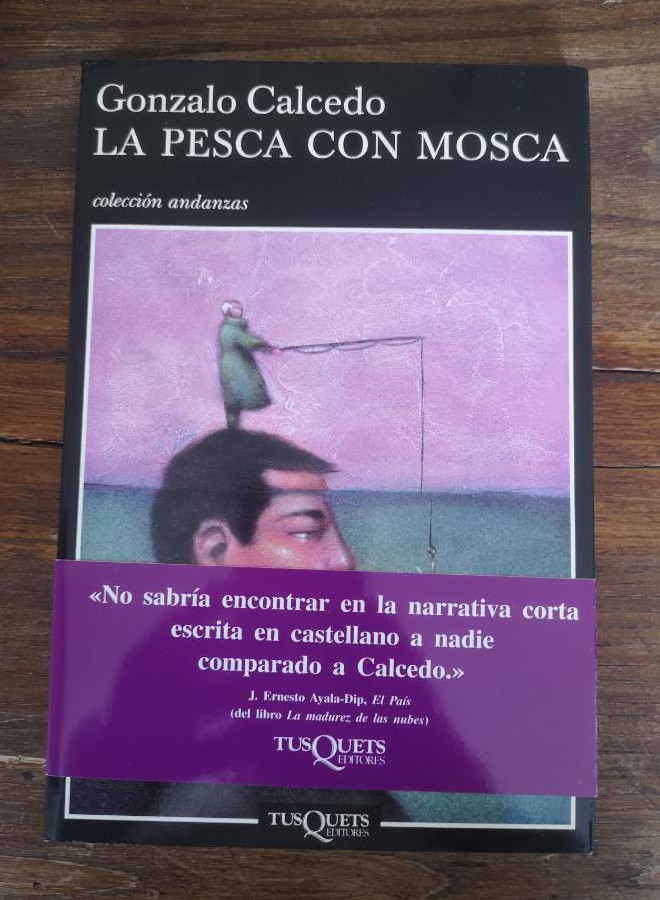 Gonzalo Calcedo
LA PESCA CON MOSCA
colección andanzas
«No sabría encontrar en la narrativa corta
escrita en castellano a nadie
comparado a Calcedo.»
J. Ernesto Ayala-Dip, El País
(del libro La madurez de las nubes)
TUSQUETS
EDITORES
TUSQUETS
EDITORES